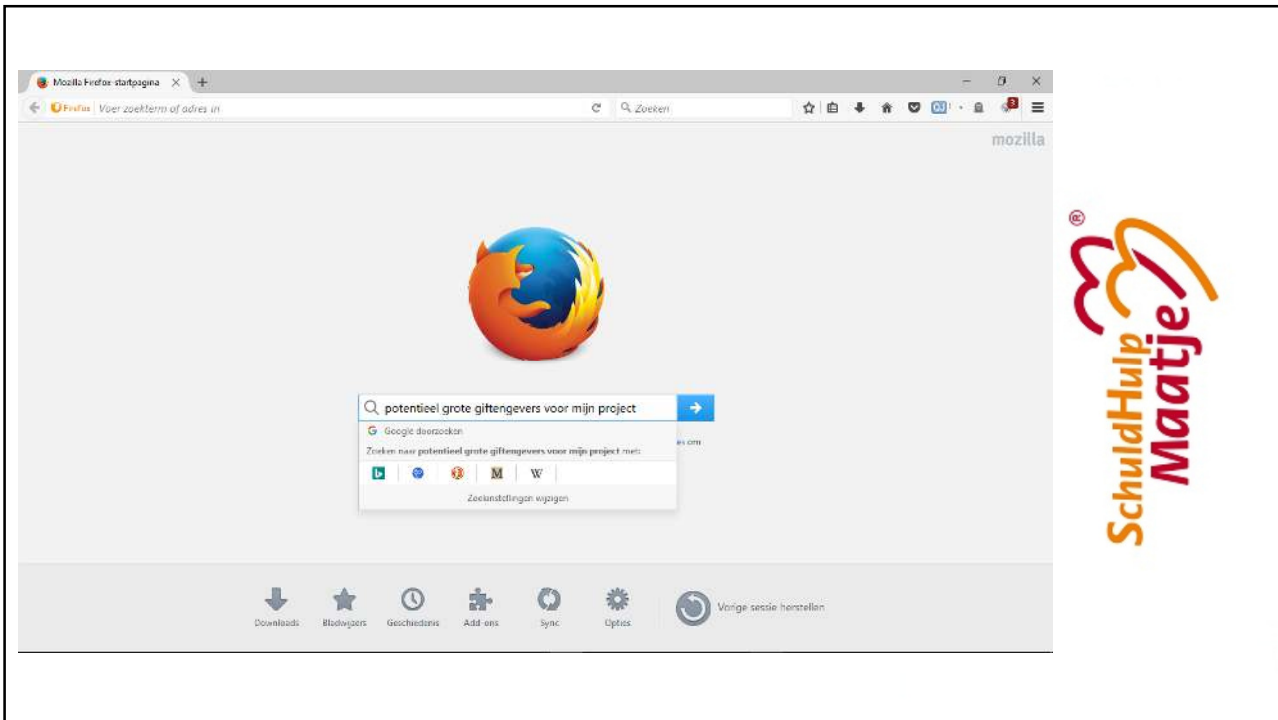 Mozilla Firefox-startpagina
Firefox Voer zoekterm of adres in
Zoeken
3
mozilla
potentieel grote giftengevers voor mijn project
Google doorzoeken
Zoeken naar potentieel grote giftengevers voor mijn project met:
M W
Zoekinstellingen wijzigen
Downloads Bladwijzers Geschiedenis Add-ons Sync Opties Vorige sessie herstellen
SchuldHulp
Maatje®